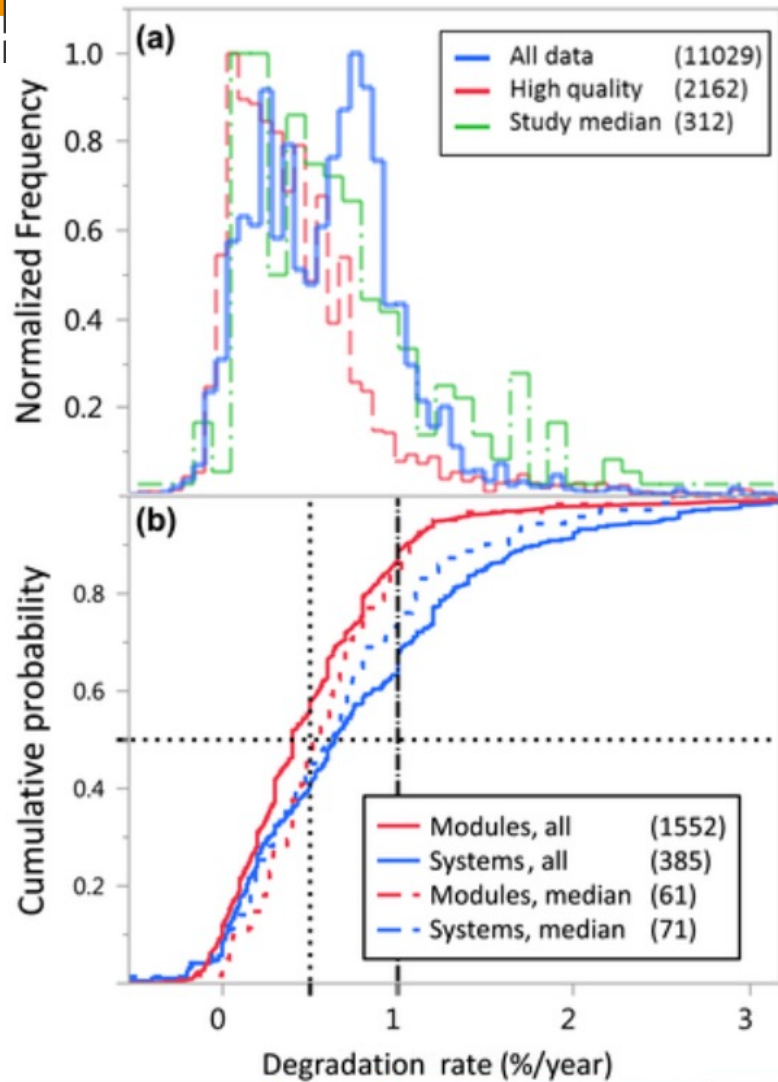 (a)
All data (11029)
High quality (2162)
Study median (312)
Normalized Frequency
1.0
0.8
0.6
0.4
0.2
(b)
Cumulative probability
0.8
0.6
0.4
0.2
Modules, all (1552)
Systems, all (385)
Modules, median (61)
Systems, median (71)
0 1 2 3
Degradation rate (%/year)